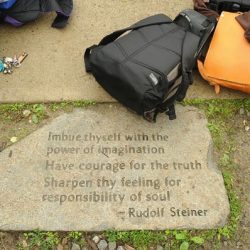 Imbue thyself with the
power of imagination
Have courage for the truth
Sharpen thy feeling for
responsibility of soul
– Rudolf Steiner